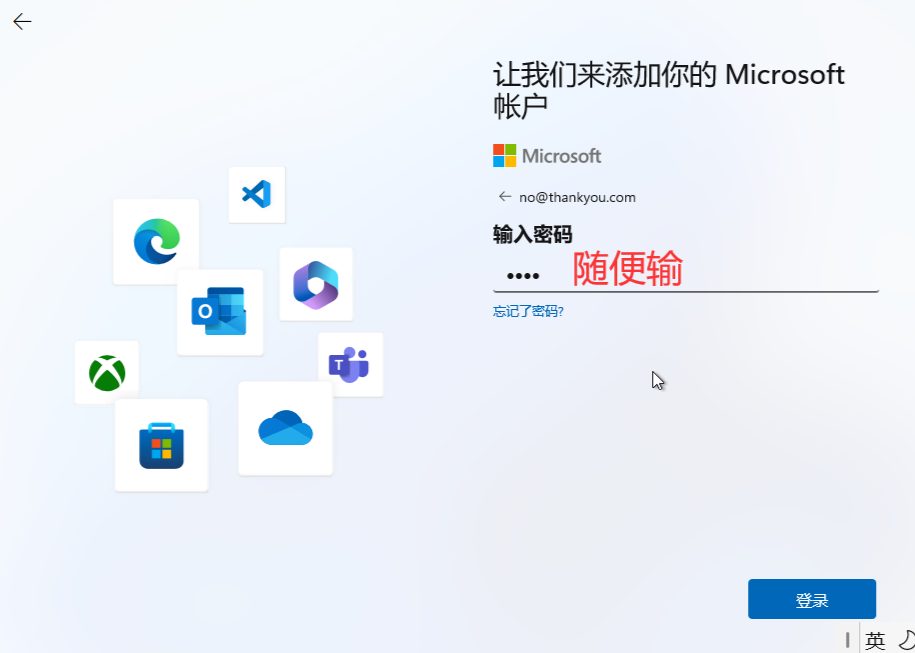 让我们来添加你的 Microsoft
帐户
Microsoft
no@thankyou.com
输入密码
•••• 随便输
忘记了密码?
登录
英